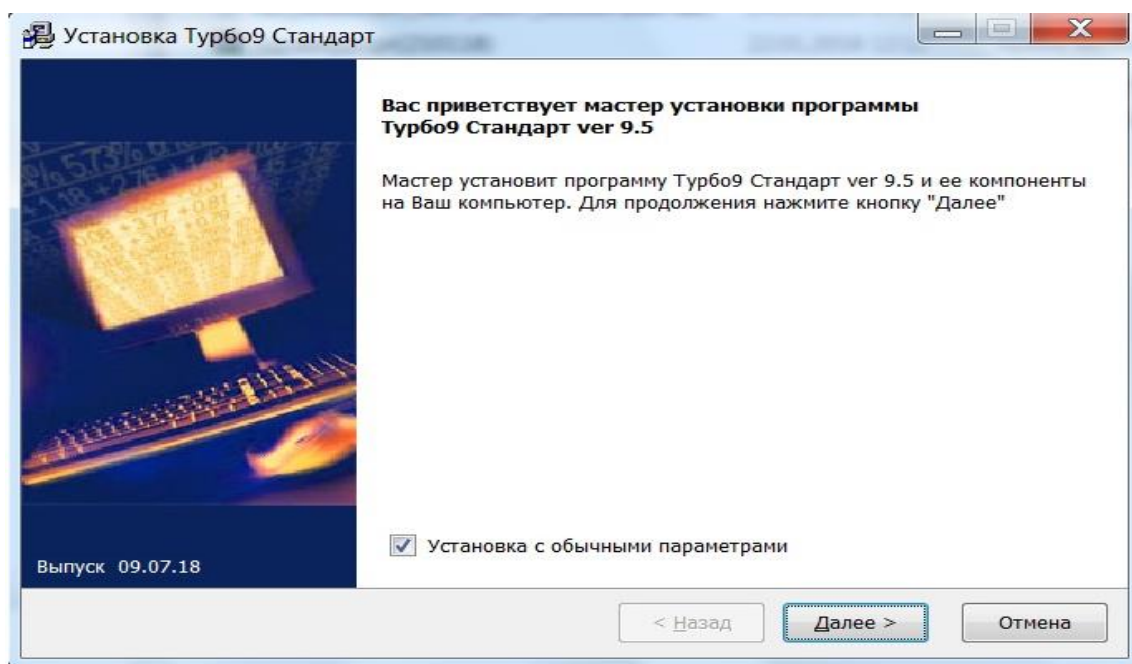 Установка Турбо9 Стандарт
Вас приветствует мастер установки программы
Турбо9 Стандарт ver 9.5
Мастер установит программу Турбо9 Стандарт ver 9.5 и ее компоненты
на Ваш компьютер. Для продолжения нажмите кнопку "Далее"
Установка с обычными параметрами
Выпуск 09.07.18
< Назад
Далее >
Отмена